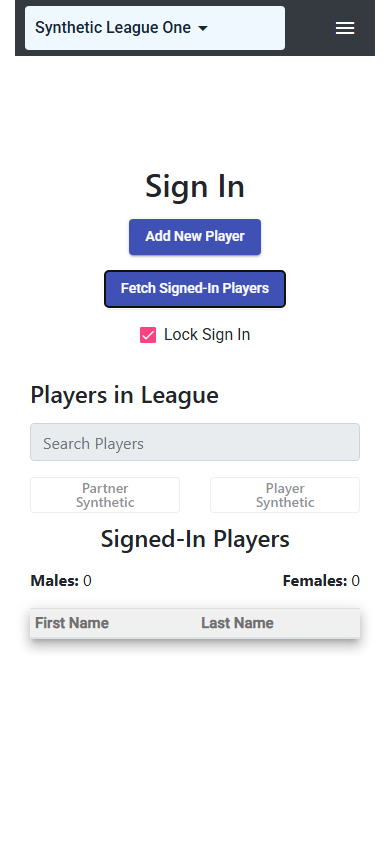 Synthetic League One
Sign In
Add New Player
Fetch Signed-In Players
Lock Sign In
Players in League
Search Players
Partner
Synthetic
Player
Synthetic
Signed-In Players
Males: 0 Females: 0
First Name Last Name